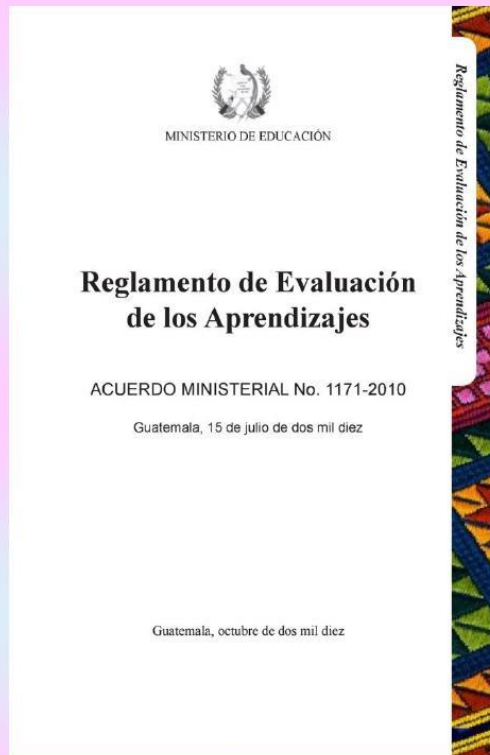 MINISTERIO DE EDUCACIÓN
Reglamento de Evaluación
de los Aprendizajes
ACUERDO MINISTERIAL No. 1171-2010
Guatemala, 15 de julio de dos mil diez
Guatemala, octubre de dos mil diez
Reglamento de Evaluación de los Aprendizajes